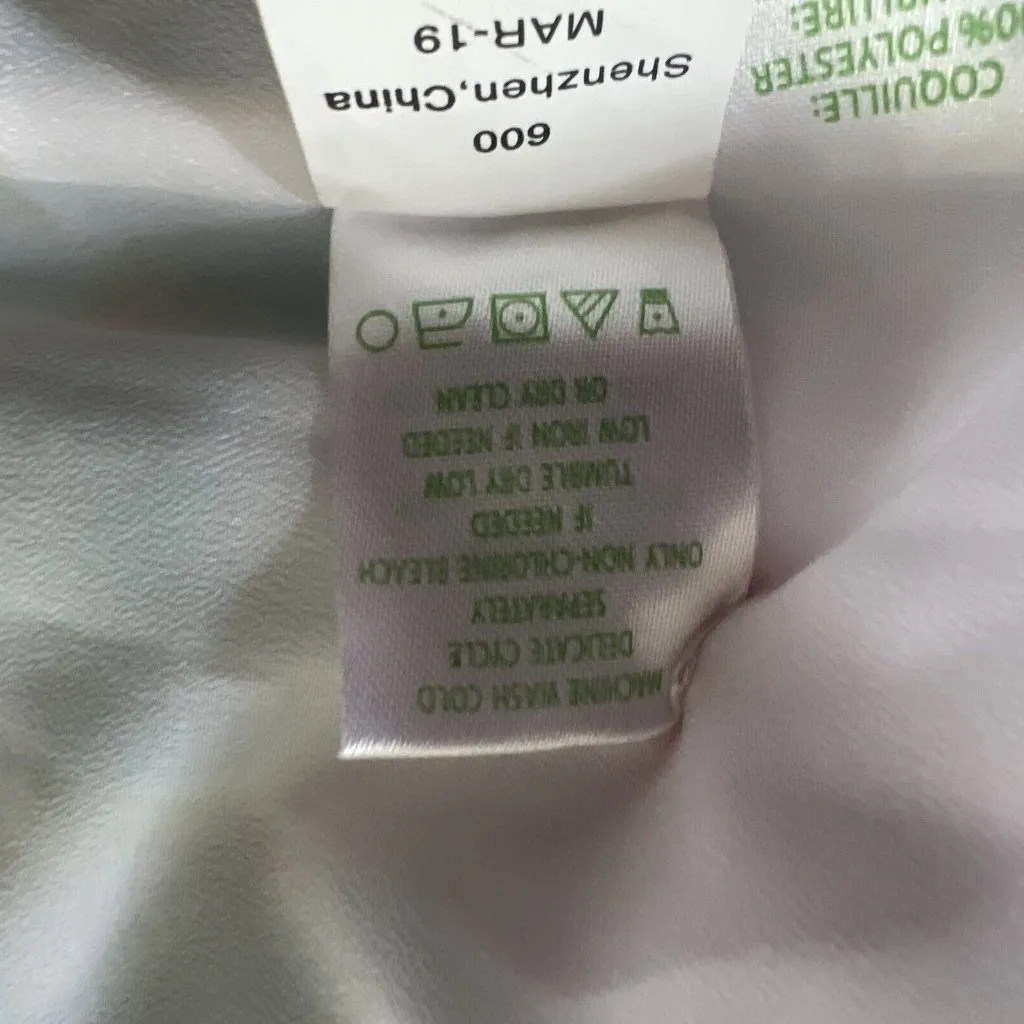 600
Shenzhen,China
MAR-19
COQUILLE:
POLYESTER
MACHINE WASH COLD
DELICATE CYCLE
SEPARATELY
ONLY NON-CHLORINE BLEACH
IF NEEDED
TUMBLE DRY LOW
LOW IRON IF NEEDED
OR DRY CLEAN